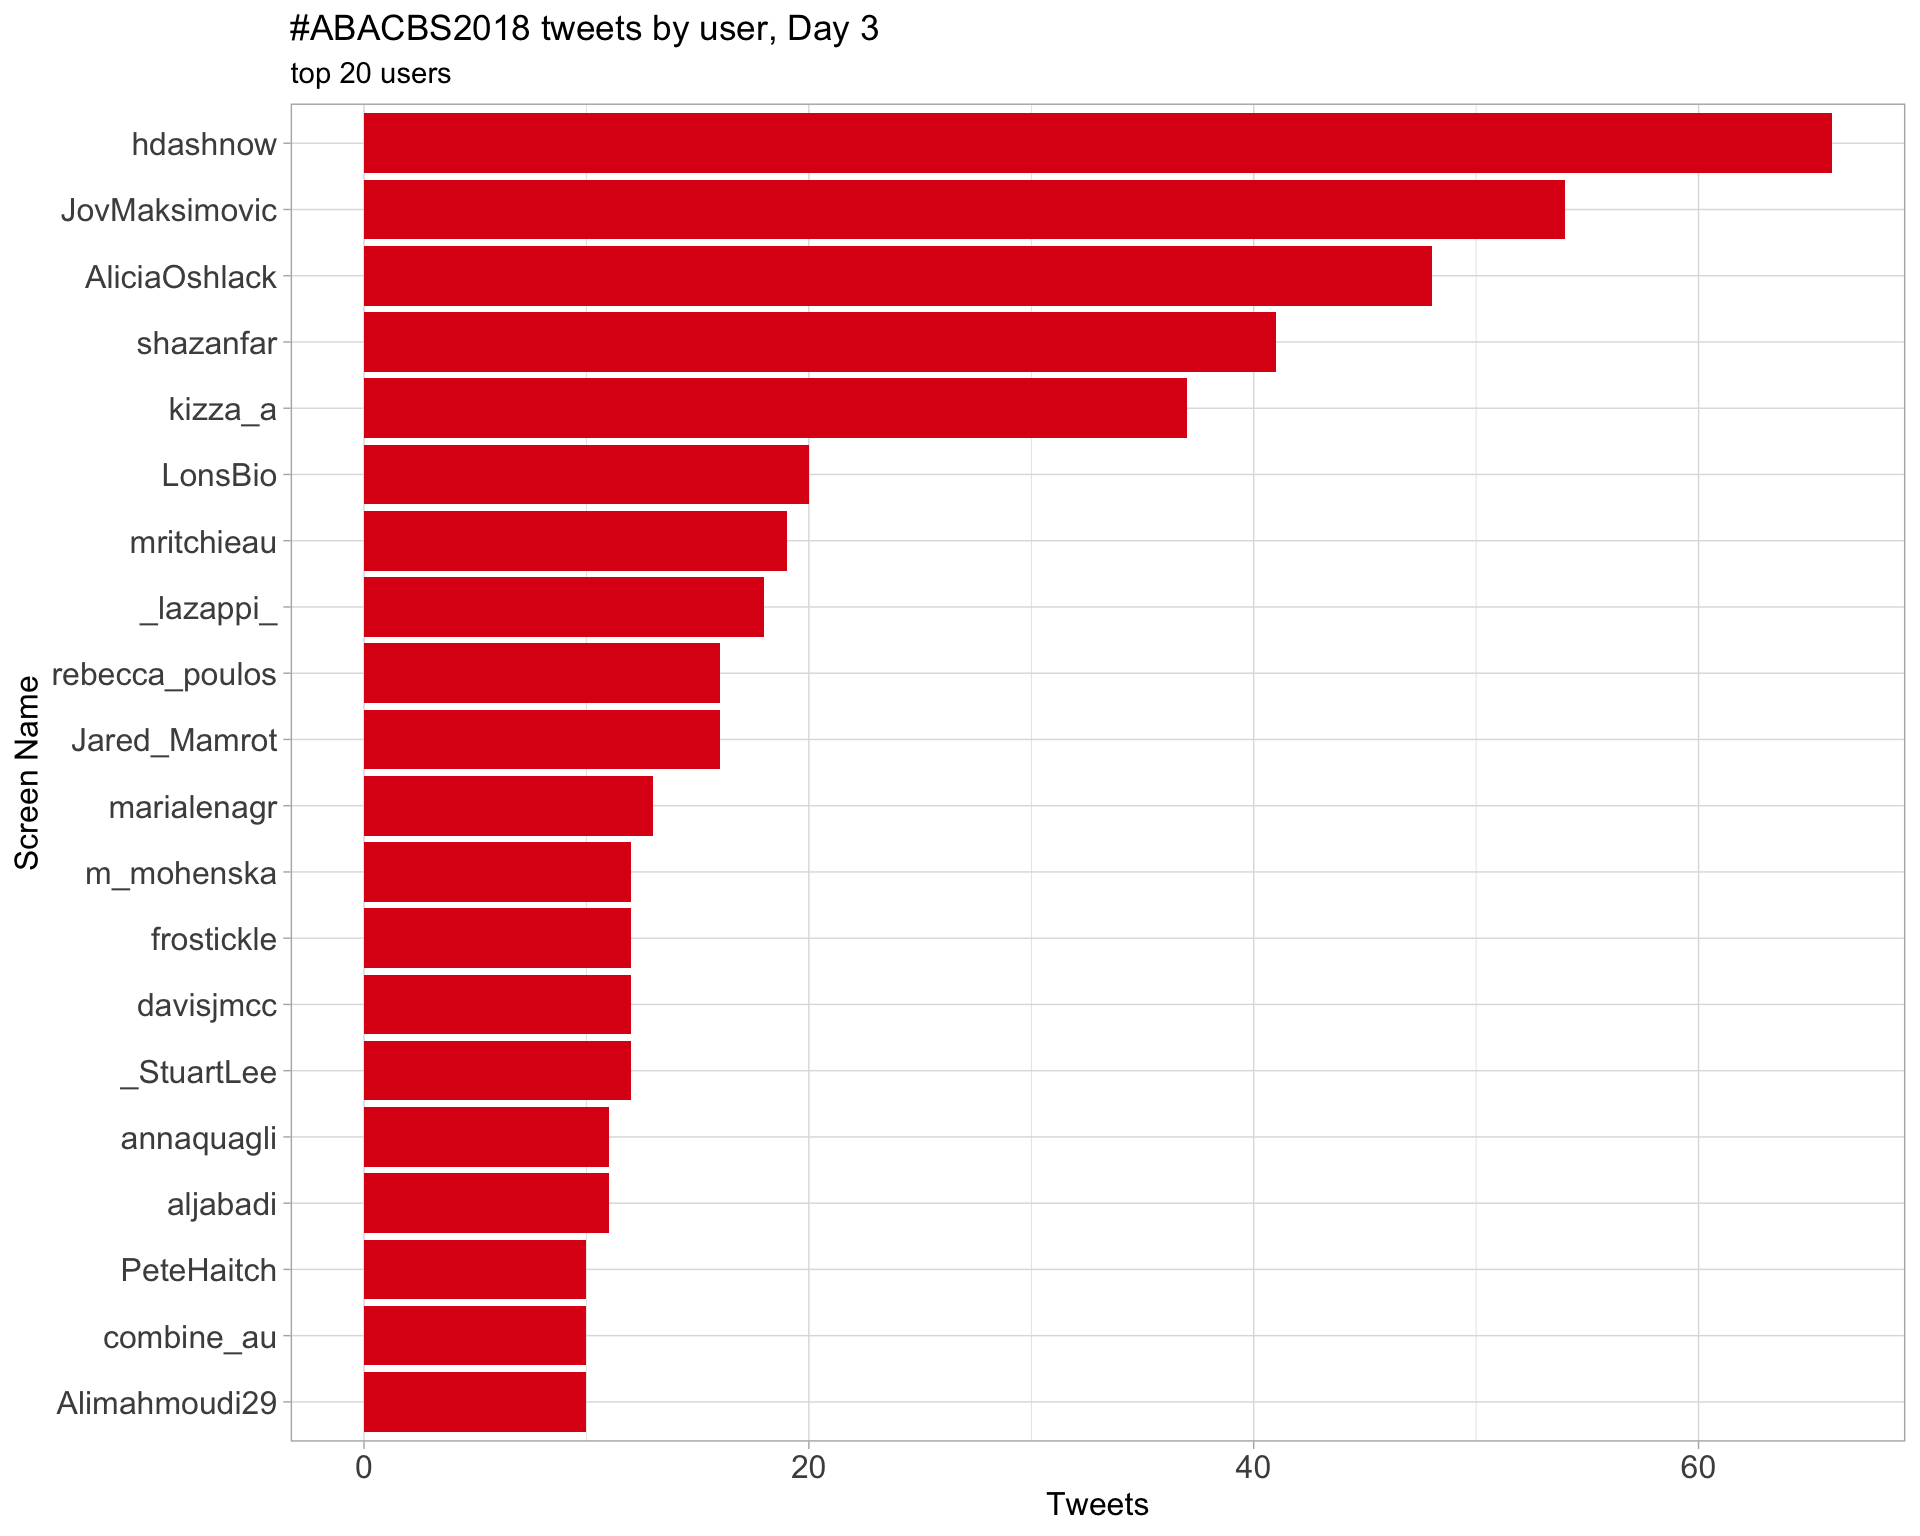 #ABACBS2018 tweets by user, Day 3
top 20 users
hdashnow
JovMaksimovic
AliciaOshlack
shazanfar
kizza_a
LonsBio
mritchieau
_lazappi_
rebecca_poulos
Jared_Mamrot
marialenagr
m_mohenska
frostickle
davisjmcc
_StuartLee
annaquagli
aljabadi
PeteHaitch
combine_au
Alimahmoudi29
Screen Name
0 20 40 60
Tweets